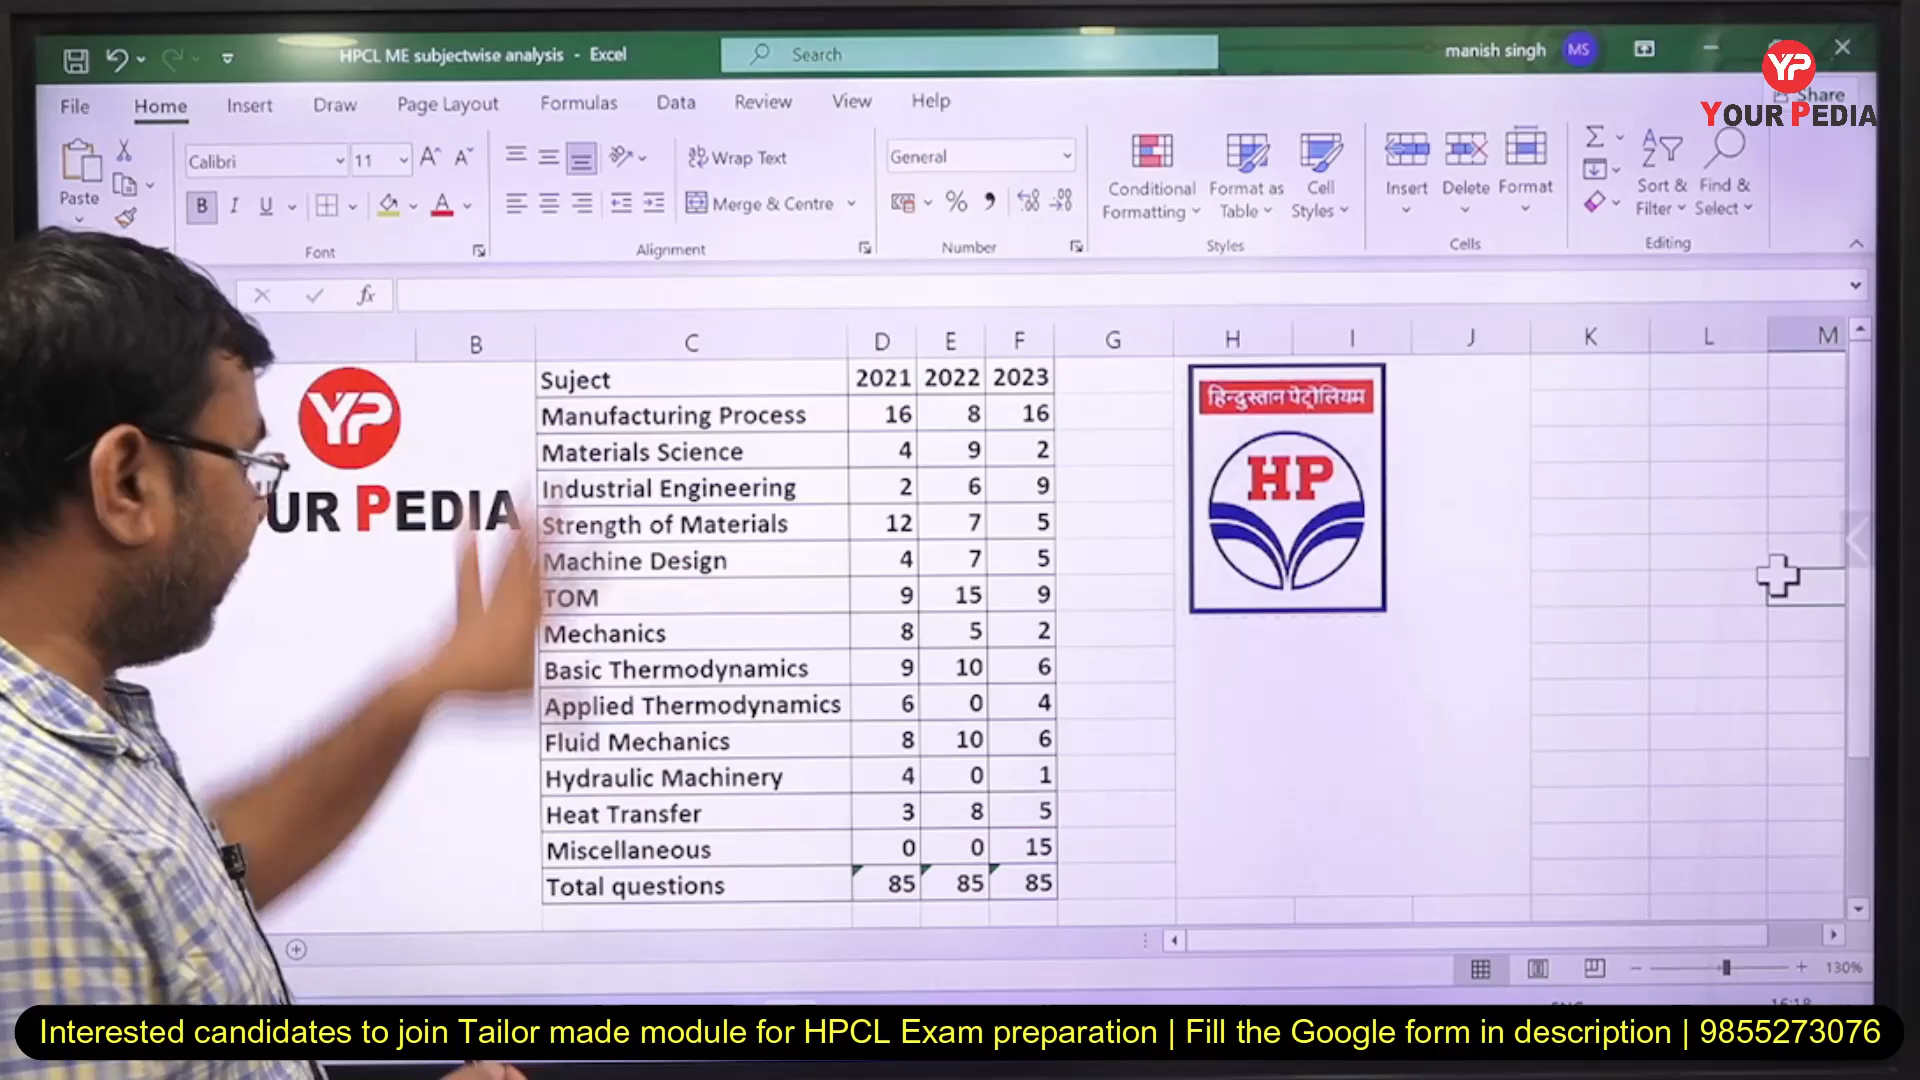 HPCL ME subjectwise analysis - Excel
Search
manish singh MS
YP
YOUR PEDIA
Share
File Home Insert Draw Page Layout Formulas Data Review View Help
Paste
Calibri 11
B I U
Font
Wrap Text
Merge & Centre
Alignment
General
Number
Conditional Formatting
Format as Table
Cell Styles
Styles
Insert Delete Format
Cells
Sort & Filter
Find & Select
Editing
fx
B C D E F G H I J K L M
YP
UR PEDIA
Suject 2021 2022 2023
Manufacturing Process 16 8 16
Materials Science 4 9 2
Industrial Engineering 2 6 9
Strength of Materials 12 7 5
Machine Design 4 7 5
TOM 9 15 9
Mechanics 8 5 2
Basic Thermodynamics 9 10 6
Applied Thermodynamics 6 0 4
Fluid Mechanics 8 10 6
Hydraulic Machinery 4 0 1
Heat Transfer 3 8 5
Miscellaneous 0 0 15
Total questions 85 85 85
हिन्दुस्तान पेट्रोलियम
HP
130%
16:18
Interested candidates to join Tailor made module for HPCL Exam preparation | Fill the Google form in description | 9855273076